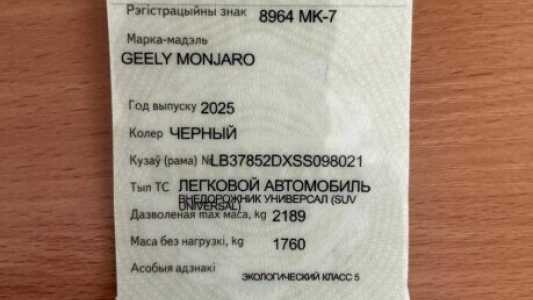 Рэгістрацыйны знак 8964 MK-7
Марка-мадэль
GEELY MONJARO
Год выпуску 2025
Колер ЧЕРНЫЙ
Кузаў (рама) №LB37852DXSS098021
Тып ТС ЛЕГКОВОЙ АВТОМОБИЛЬ
ВНЕДОРОЖНИК УНИВЕРСАЛ (SUV
UNIVERSAL)
Дазволеная max маса, kg 2189
Маса без нагрузкі, kg 1760
Асобыя адзнакі
ЭКОЛОГИЧЕСКИЙ КЛАСС 5